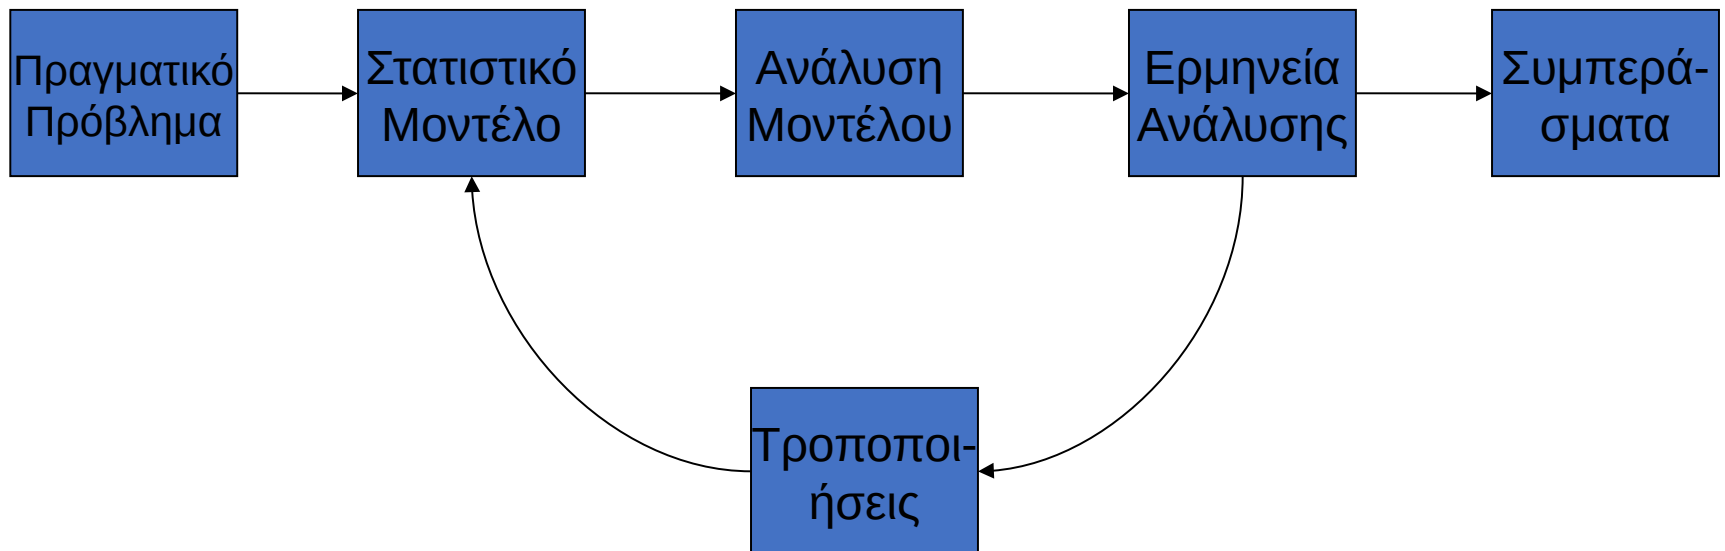 Πραγματικό
Πρόβλημα
Στατιστικό
Μοντέλο
Ανάλυση
Μοντέλου
Ερμηνεία
Ανάλυσης
Συμπερά-
σματα
Τροποποι-
ήσεις